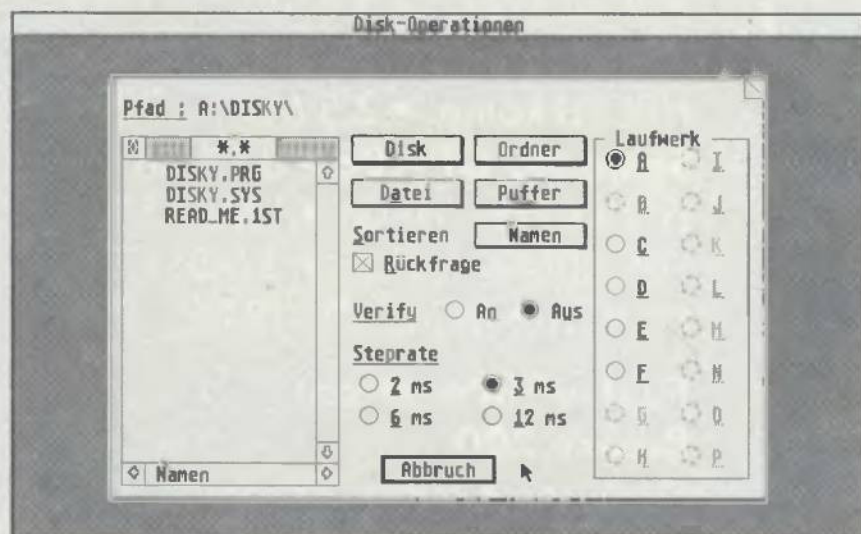 Disk-Operationen
Pfad : A:\DISKY\
*.*
DISKY.PRG
DISKY.SYS
READ_ME.1ST
Namen
Disk Ordner
Datei Puffer
Sortieren Namen
Rückfrage
Verify An Aus
Steprate
2 ms 3 ms
6 ms 12 ms
Abbruch
Laufwerk
A I
B J
C K
D L
E M
F N
G O
H P